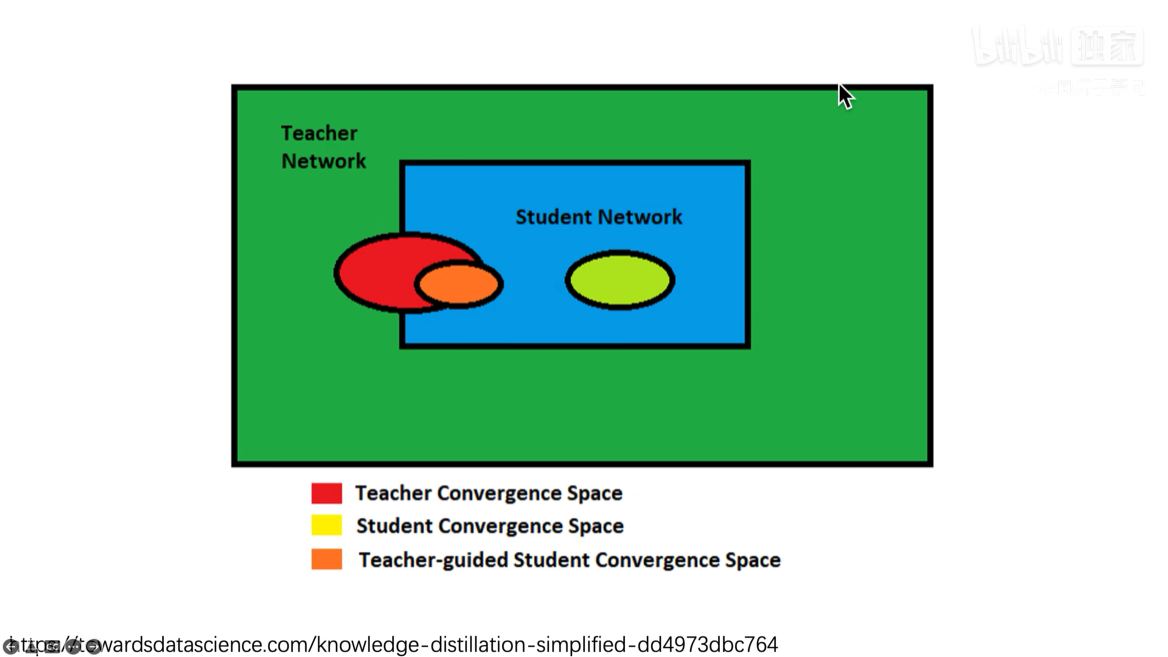 bilibili 独家
Teacher
Network
Student Network
Teacher Convergence Space
Student Convergence Space
Teacher-guided Student Convergence Space
https://towardsdatascience.com/knowledge-distillation-simplified-dd4973dbc764